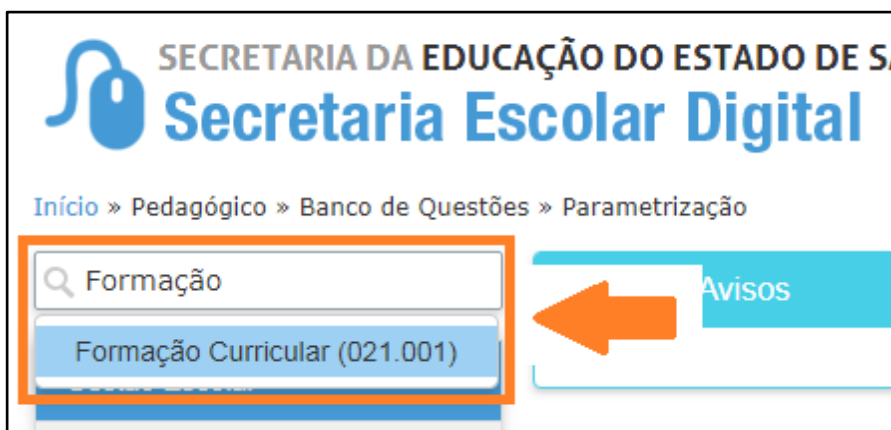 SECRETARIA DA EDUCAÇÃO DO ESTADO DE
Secretaria Escolar Digital
Início » Pedagógico » Banco de Questões » Parametrização
Formação
Avisos
Formação Curricular (021.001)